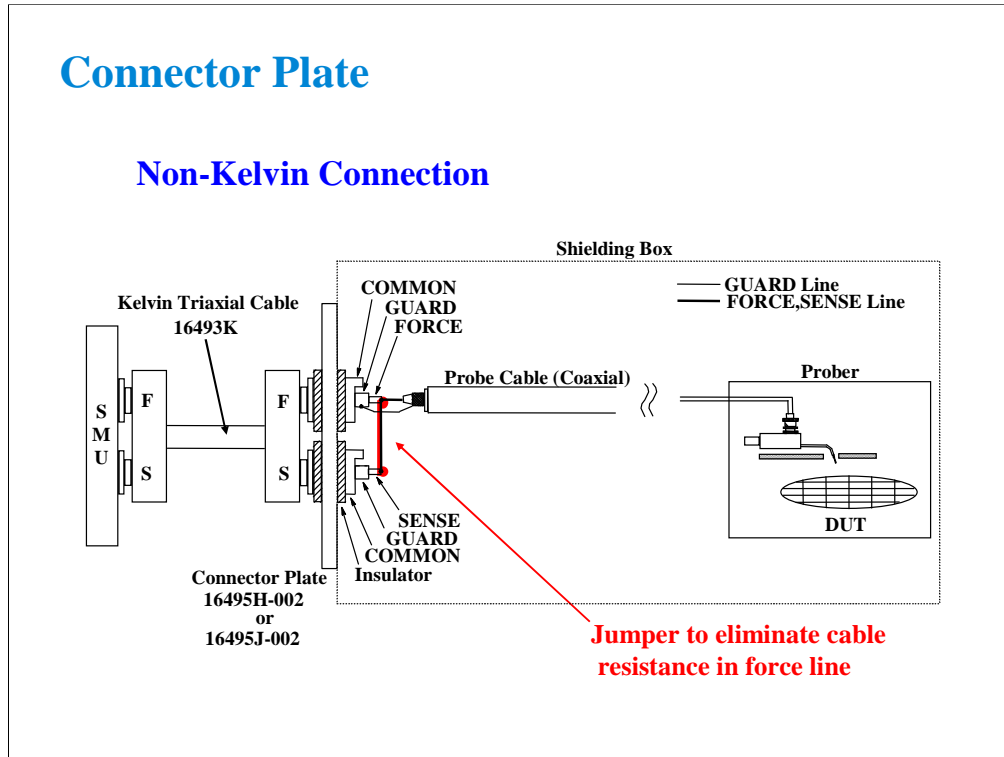 Connector Plate
Non-Kelvin Connection
Shielding Box
COMMON
GUARD
FORCE
GUARD Line
FORCE,SENSE Line
Kelvin Triaxial Cable
16493K
Probe Cable (Coaxial)
Prober
S
M
U
F
S
F
S
DUT
SENSE
GUARD
COMMON
Insulator
Connector Plate
16495H-002
or
16495J-002
Jumper to eliminate cable
resistance in force line